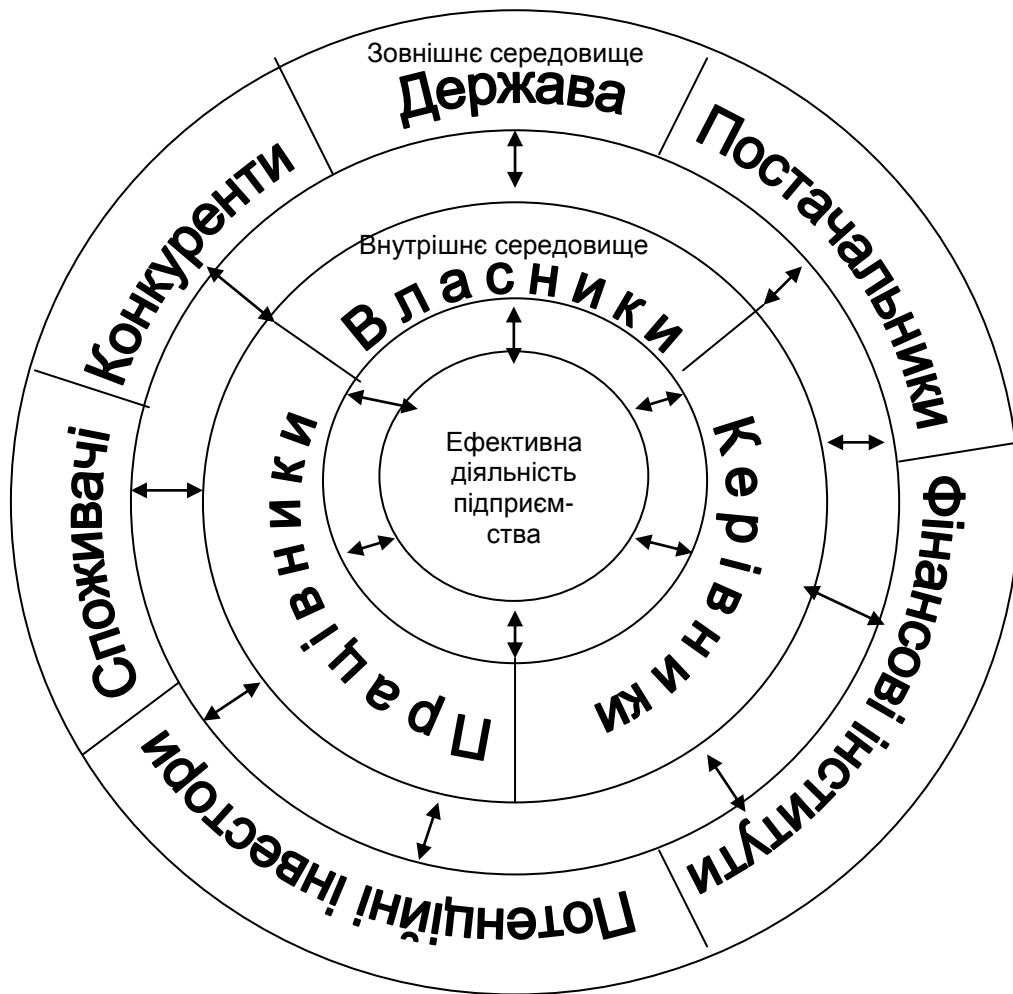 Зовнішнє середовище
Держава
Постачальники
Фінансові інститути
Потенційні інвестори
Споживачі
Конкуренти
Внутрішнє середовище
Власники
Керівники
Працівники
Ефективна
діяльність
підприєм-
ства